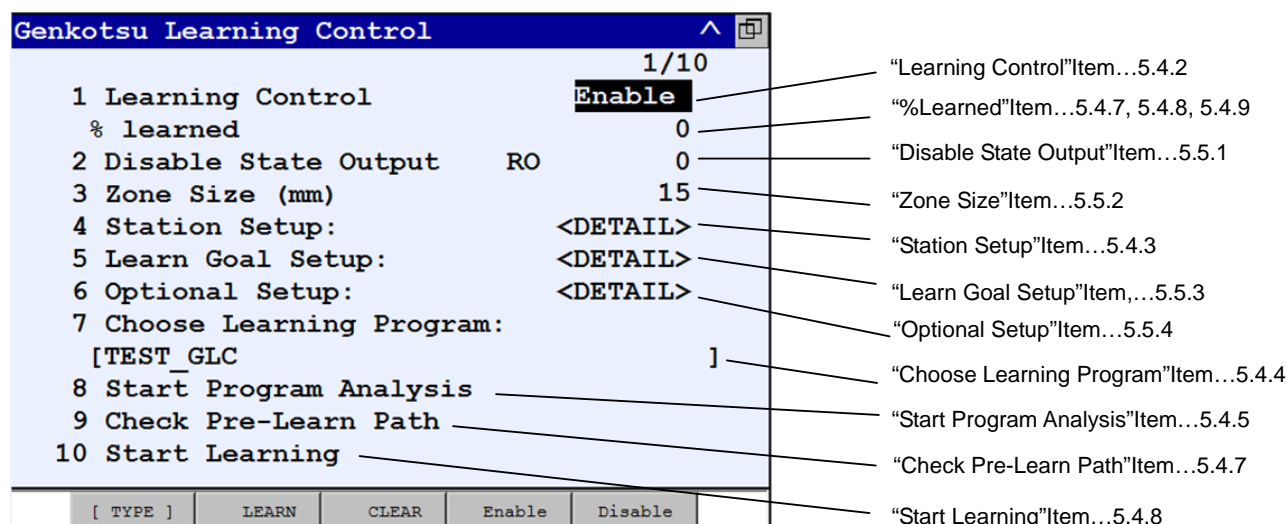 Genkotsu Learning Control ^
1/10
1 Learning Control Enable
% learned 0
2 Disable State Output RO 0
3 Zone Size (mm) 15
4 Station Setup: <DETAIL>
5 Learn Goal Setup: <DETAIL>
6 Optional Setup: <DETAIL>
7 Choose Learning Program:
[TEST_GLC ]
8 Start Program Analysis
9 Check Pre-Learn Path
10 Start Learning
[ TYPE ] LEARN CLEAR Enable Disable
“Learning Control”Item…5.4.2
“%Learned”Item…5.4.7, 5.4.8, 5.4.9
“Disable State Output”Item…5.5.1
“Zone Size”Item…5.5.2
“Station Setup”Item…5.4.3
“Learn Goal Setup”Item,…5.5.3
“Optional Setup”Item…5.5.4
“Choose Learning Program”Item…5.4.4
“Start Program Analysis”Item…5.4.5
“Check Pre-Learn Path”Item…5.4.7
“Start Learning”Item…5.4.8